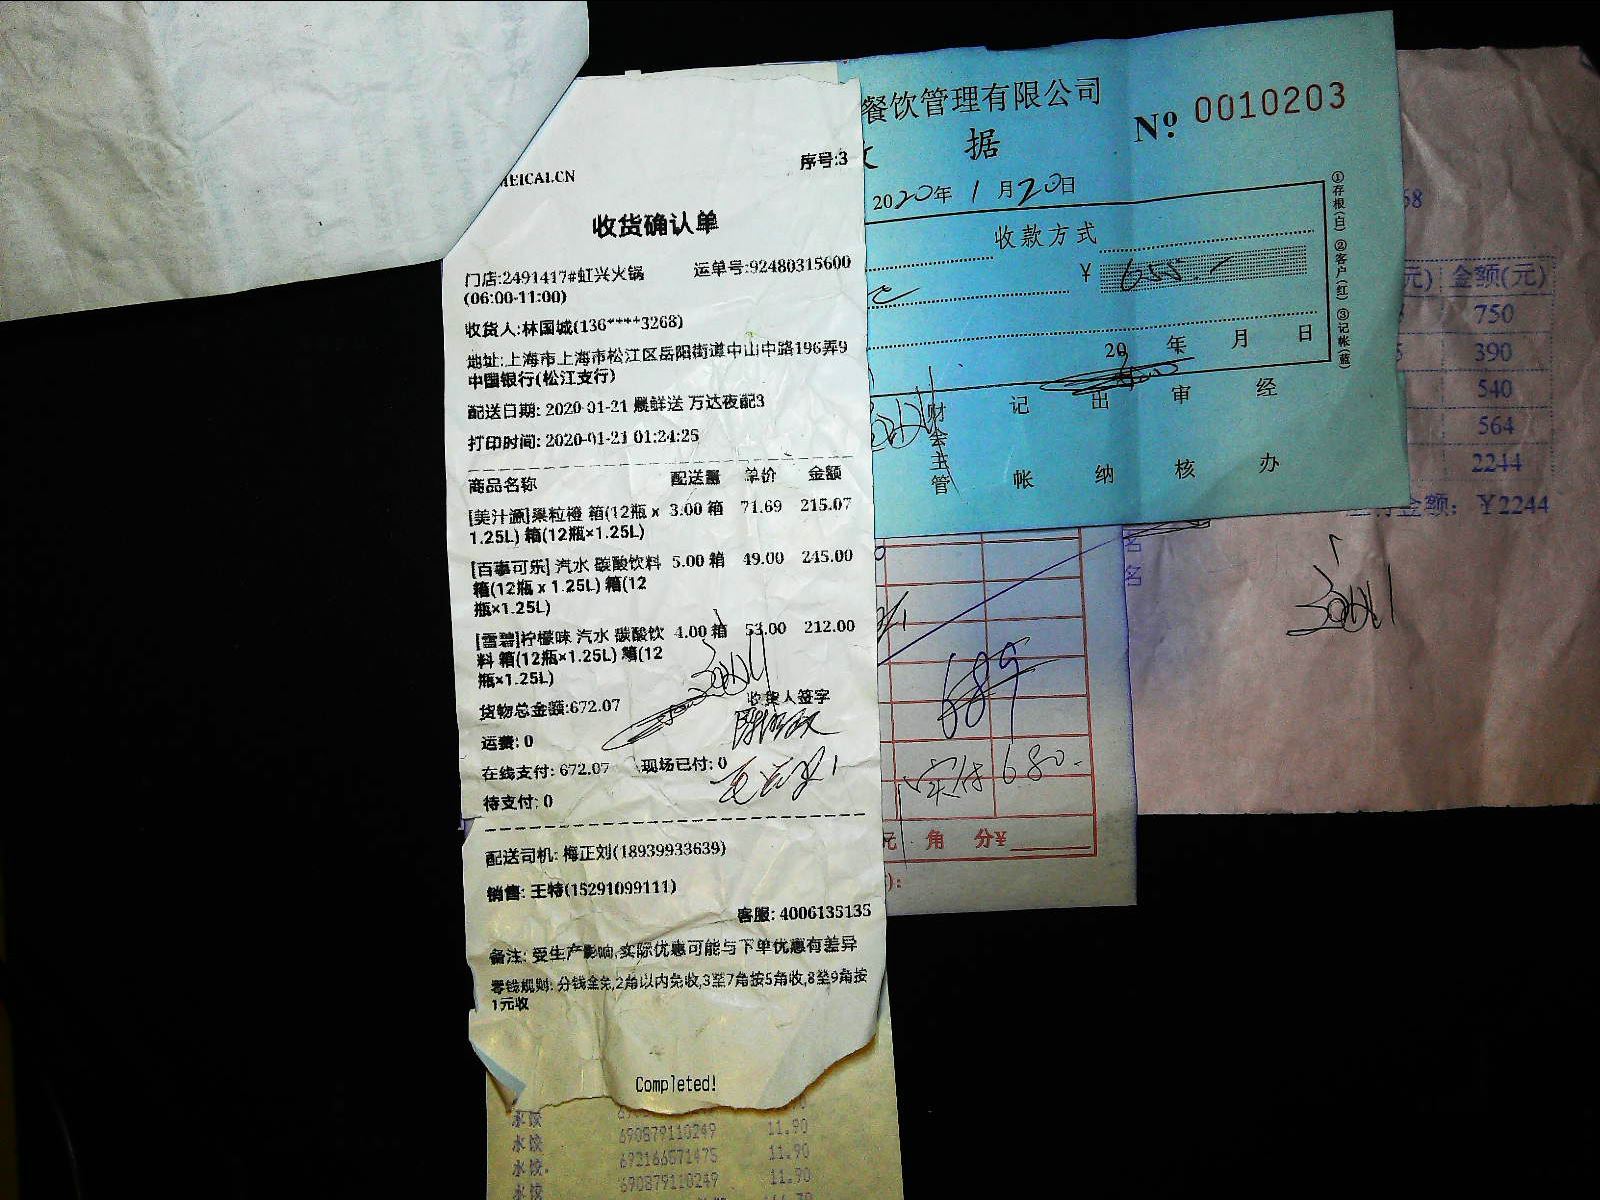 MEICAI.CN
序号:3
收货确认单
门店:2491417#虹兴火锅
运单号:92480315600
(06:00-11:00)
收货人:林国城(136****3268)
地址:上海市上海市松江区岳阳街道中山中路196弄9
中国银行(松江支行)
配送日期: 2020-01-21 晨鲜送 万达夜配3
打印时间: 2020-01-21 01:24:25
商品名称 配送量 单价 金额
[美汁源]果粒橙 箱(12瓶 x 3.00 箱 71.69 215.07
1.25L) 箱(12瓶×1.25L)
[百事可乐] 汽水 碳酸饮料 5.00 箱 49.00 245.00
箱(12瓶 x 1.25L) 箱(12
瓶×1.25L)
[雪碧]柠檬味 汽水 碳酸饮 4.00 箱 53.00 212.00
料 箱(12瓶×1.25L) 箱(12
瓶×1.25L)
货物总金额:672.07
收货人签字
运费: 0
在线支付: 672.07 现场已付: 0
待支付: 0
配送司机: 梅正刘(18939933639)
销售: 王特(15291099111)
客服: 4006135135
备注: 受生产影响,实际优惠可能与下单优惠有差异
零钱规则: 分钱全免,2角以内免收,3至7角按5角收,8至9角按
1元收
Completed!
水饺
水饺 690879110249 11.90
水饺. 692166571475 11.90
水饺 690879110249 11.90
餐饮管理有限公司
据
№ 0010203
2020年 1 月 20日
收款方式
¥ 655.-
20 年 月 日
财会主管 记帐 出纳 审核 经办
①存根(白) ②客户(红) ③记帐(蓝)
689
实付 680.
元 角 分¥
68
元) 金额(元)
750
390
540
564
2244
金额: ¥2244